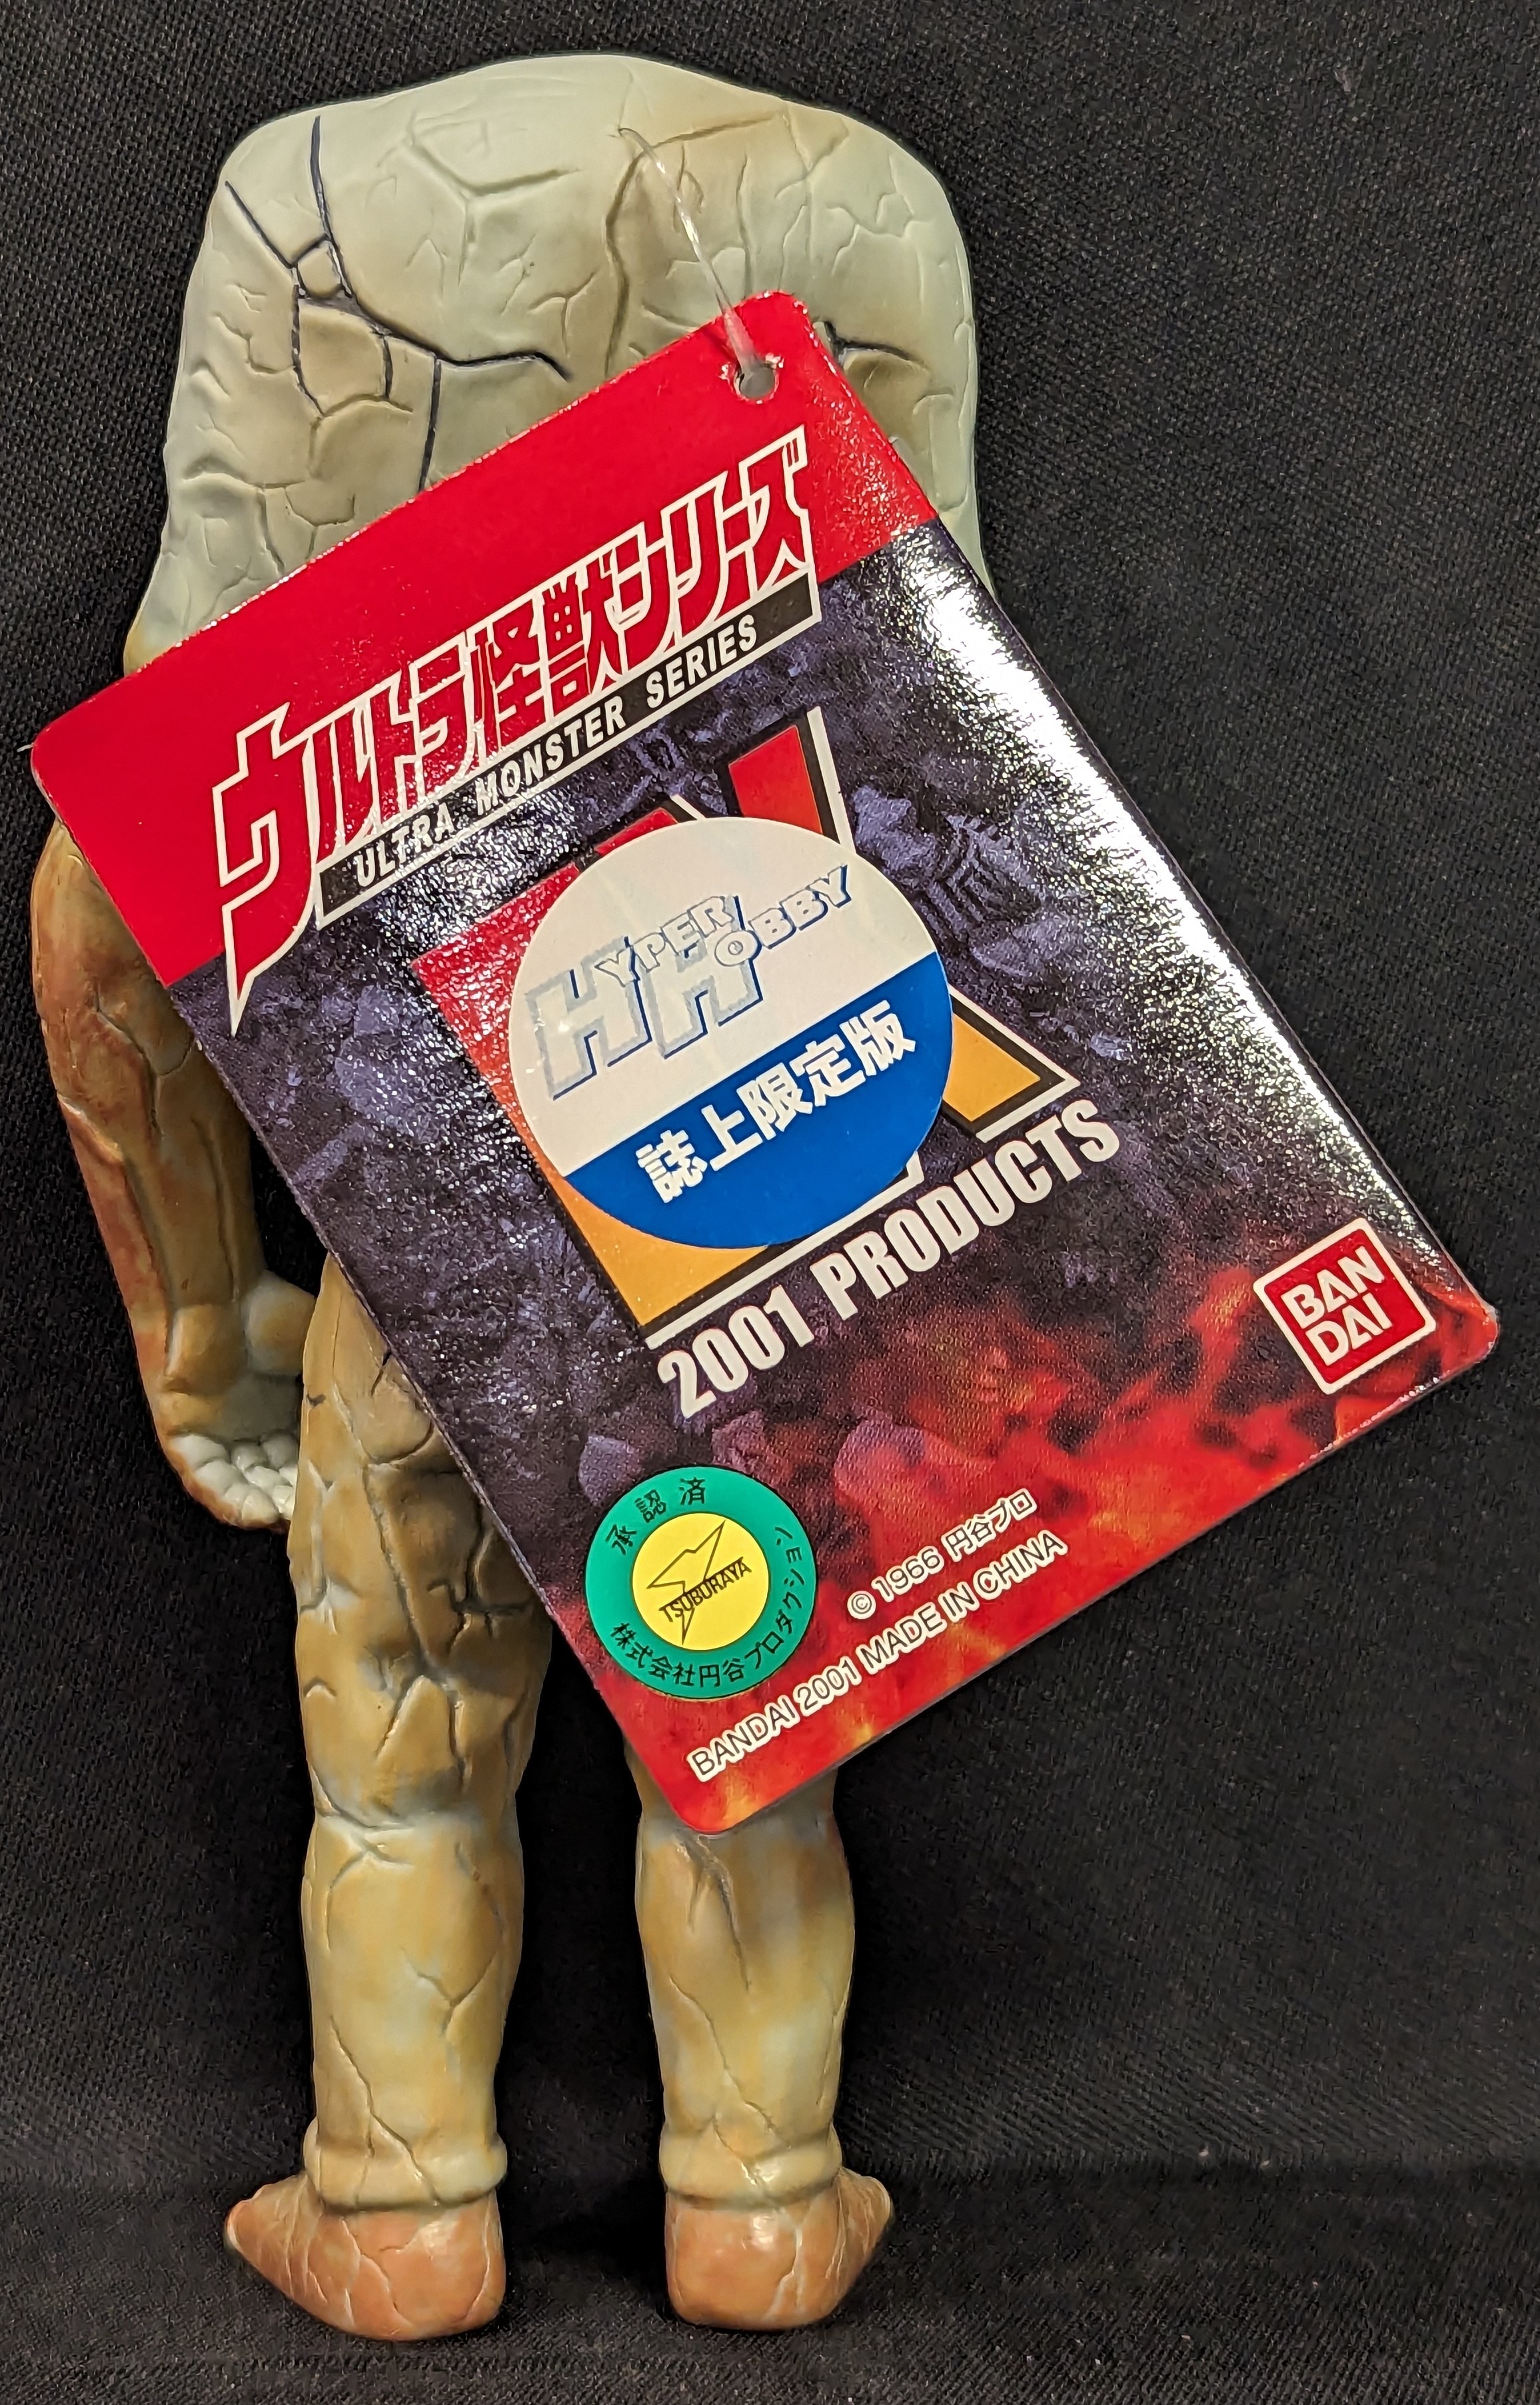 ウルトラ怪獣シリーズ
ULTRA MONSTER SERIES
HYPER HOBBY
誌上限定版
2001 PRODUCTS
BAN
DAI
承認済
TSUBURAYA
株式会社円谷プロダクション
© 1966 円谷プロ
BANDAI 2001 MADE IN CHINA